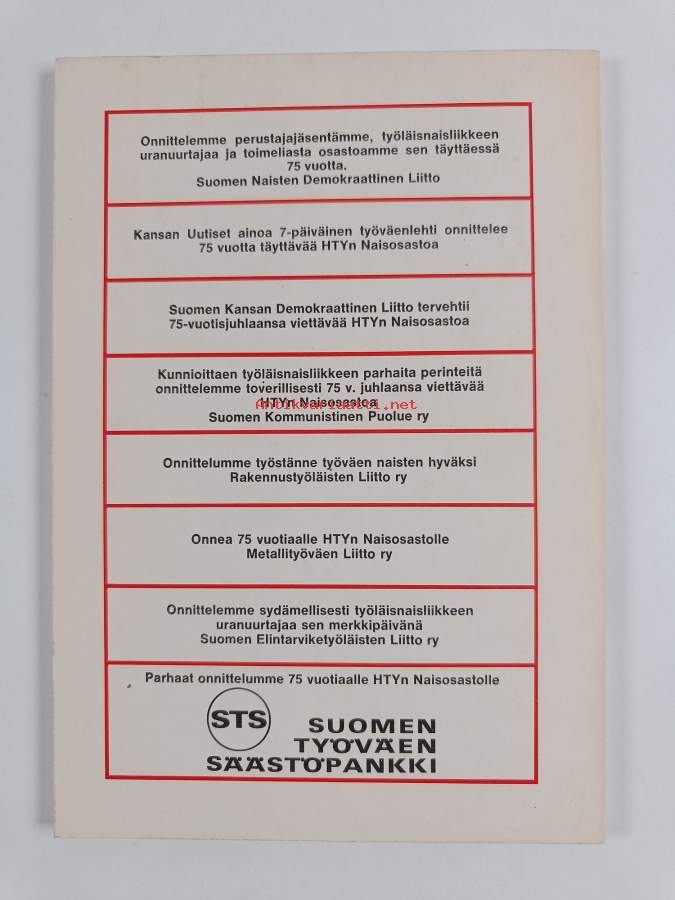 Onnittelemme perustajajäsentämme, työläisnaisliikkeen
uranuurtajaa ja toimeliasta osastoamme sen täyttäessä
75 vuotta.
Suomen Naisten Demokraattinen Liitto
Kansan Uutiset ainoa 7-päiväinen työväenlehti onnittelee
75 vuotta täyttävää HTYn Naisosastoa
Suomen Kansan Demokraattinen Liitto tervehtii
75-vuotisjuhlaansa viettävää HTYn Naisosastoa
Kunnioittaen työläisnaisliikkeen parhaita perinteitä
onnittelemme toverillisesti 75 v. juhlaansa viettävää
HTYn Naisosastoa
Antikvariaatti.net
Suomen Kommunistinen Puolue ry
Onnittelumme työstänne työväen naisten hyväksi
Rakennustyöläisten Liitto ry
Onnea 75 vuotiaalle HTYn Naisosastolle
Metallityöväen Liitto ry
Onnittelemme sydämellisesti työläisnaisliikkeen
uranuurtajaa sen merkkipäivänä
Suomen Elintarviketyöläisten Liitto ry
Parhaat onnittelumme 75 vuotiaalle HTYn Naisosastolle
STS
SUOMEN
TYÖVÄEN
SÄÄSTÖPANKKI